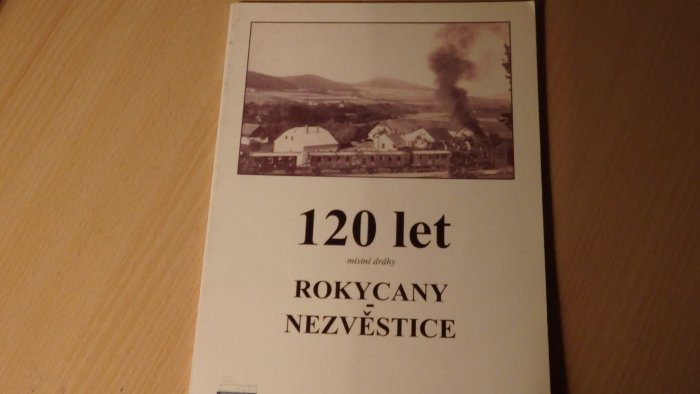 120 let
místní dráhy
ROKYCANY
-
NEZVĚSTICE